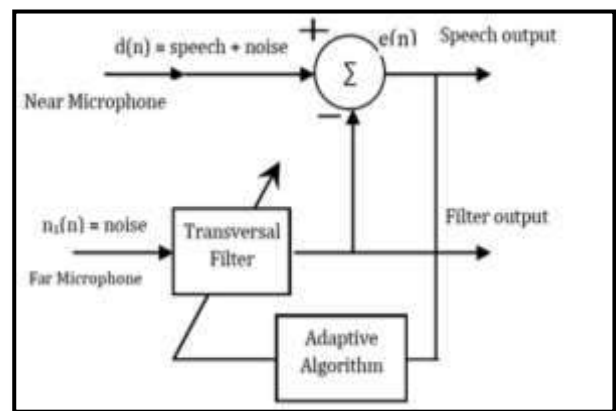 +
e(n)
Speech output
d(n) = speech + noise
Σ
Near Microphone
−
Filter output
n₁(n) = noise
Transversal
Filter
Far Microphone
Adaptive
Algorithm